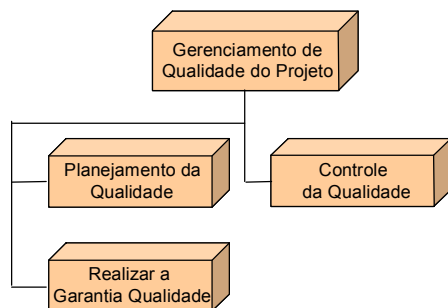 Gerenciamento de
Qualidade do Projeto
Planejamento da
Qualidade
Controle
da Qualidade
Realizar a
Garantia Qualidade